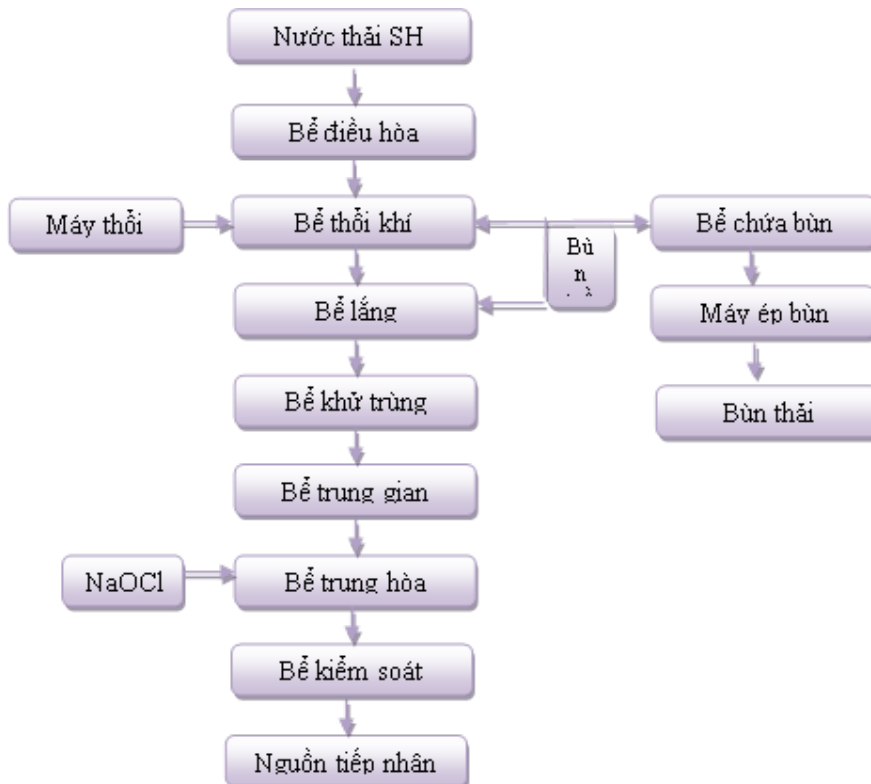 Nước thải SH
Bể điều hòa
Máy thổi
Bể thổi khí
Bể chứa bùn
Bù
n
Bể lắng
Máy ép bùn
Bể khử trùng
Bùn thải
Bể trung gian
NaOCl
Bể trung hòa
Bể kiểm soát
Nguồn tiếp nhận